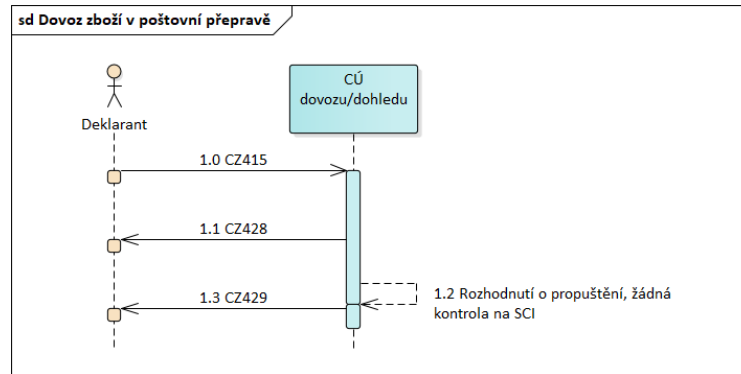 sd Dovoz zboží v poštovní přepravě
CÚ
dovozu/dohledu
Deklarant
1.0 CZ415
1.1 CZ428
1.2 Rozhodnutí o propuštění, žádná
kontrola na SCI
1.3 CZ429